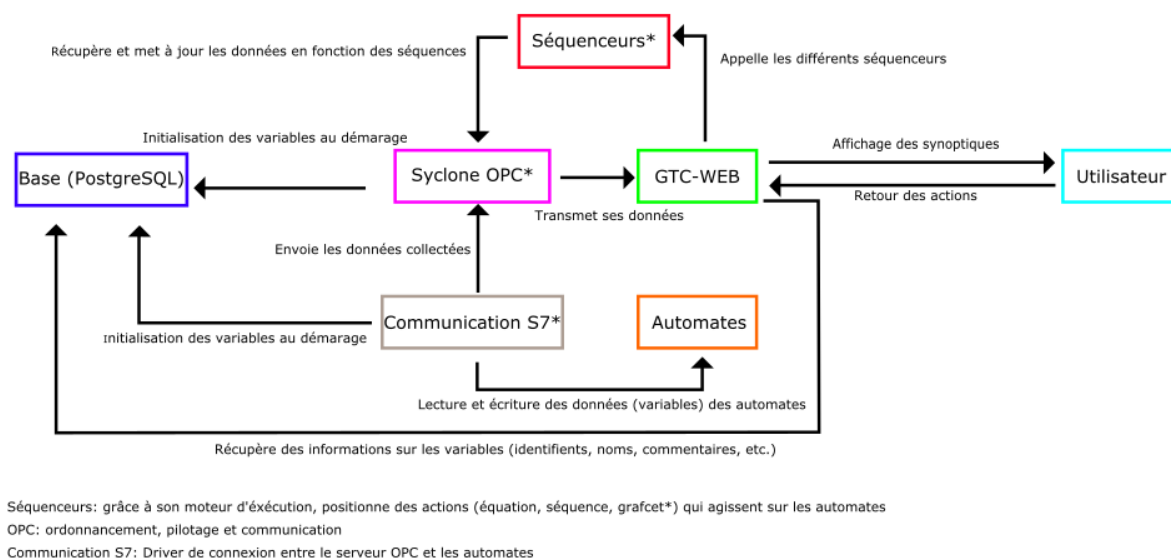 Récupère et met à jour les données en fonction des séquences
Séquenceurs*
Appelle les différents séquenceurs
Initialisation des variables au démarage
Affichage des synoptiques
Base (PostgreSQL)
Syclone OPC*
GTC-WEB
Utilisateur
Transmet ses données
Retour des actions
Envoie les données collectées
Communication S7*
Automates
Initialisation des variables au démarage
Lecture et écriture des données (variables) des automates
Récupère des informations sur les variables (identifients, noms, commentaires, etc.)
Séquenceurs: grâce à son moteur d'éxécution, positionne des actions (équation, séquence, grafcet*) qui agissent sur les automates
OPC: ordonnancement, pilotage et communication
Communication S7: Driver de connexion entre le serveur OPC et les automates